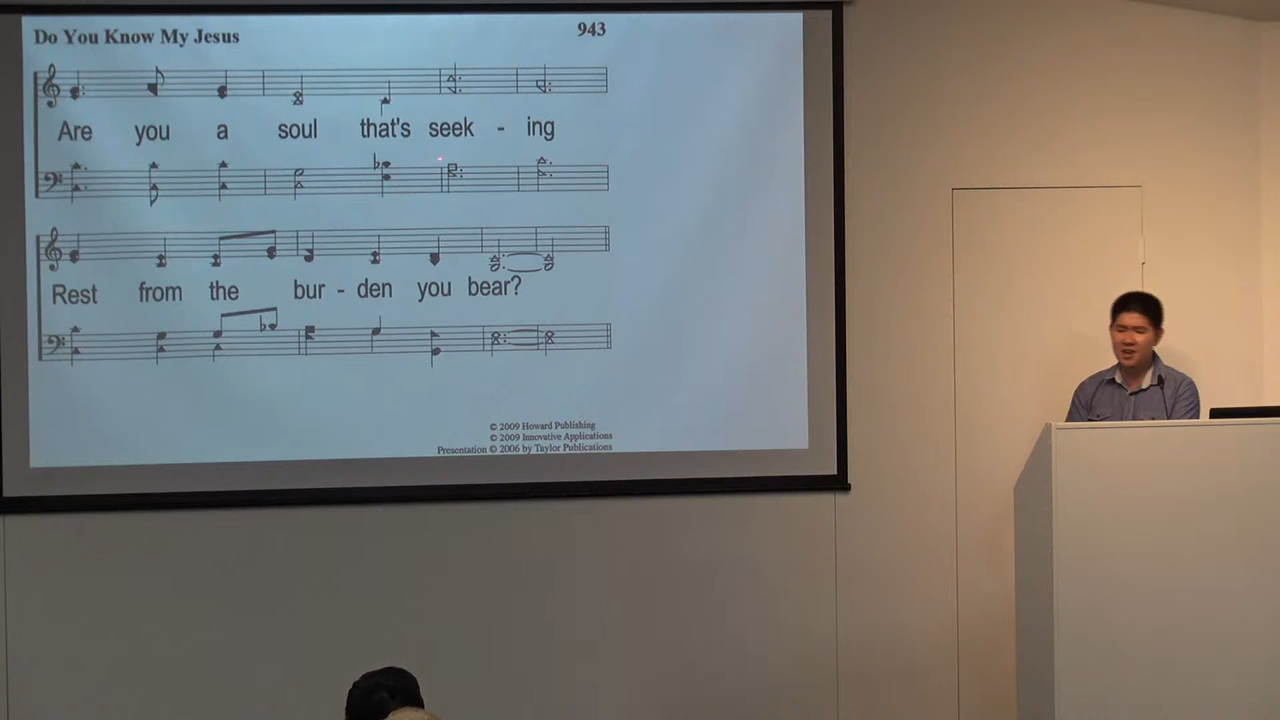 Do You Know My Jesus
943
Are you a soul that's seek - ing
Rest from the bur - den you bear?
© 2009 Howard Publishing
© 2009 Innovative Applications
Presentation © 2006 by Taylor Publications